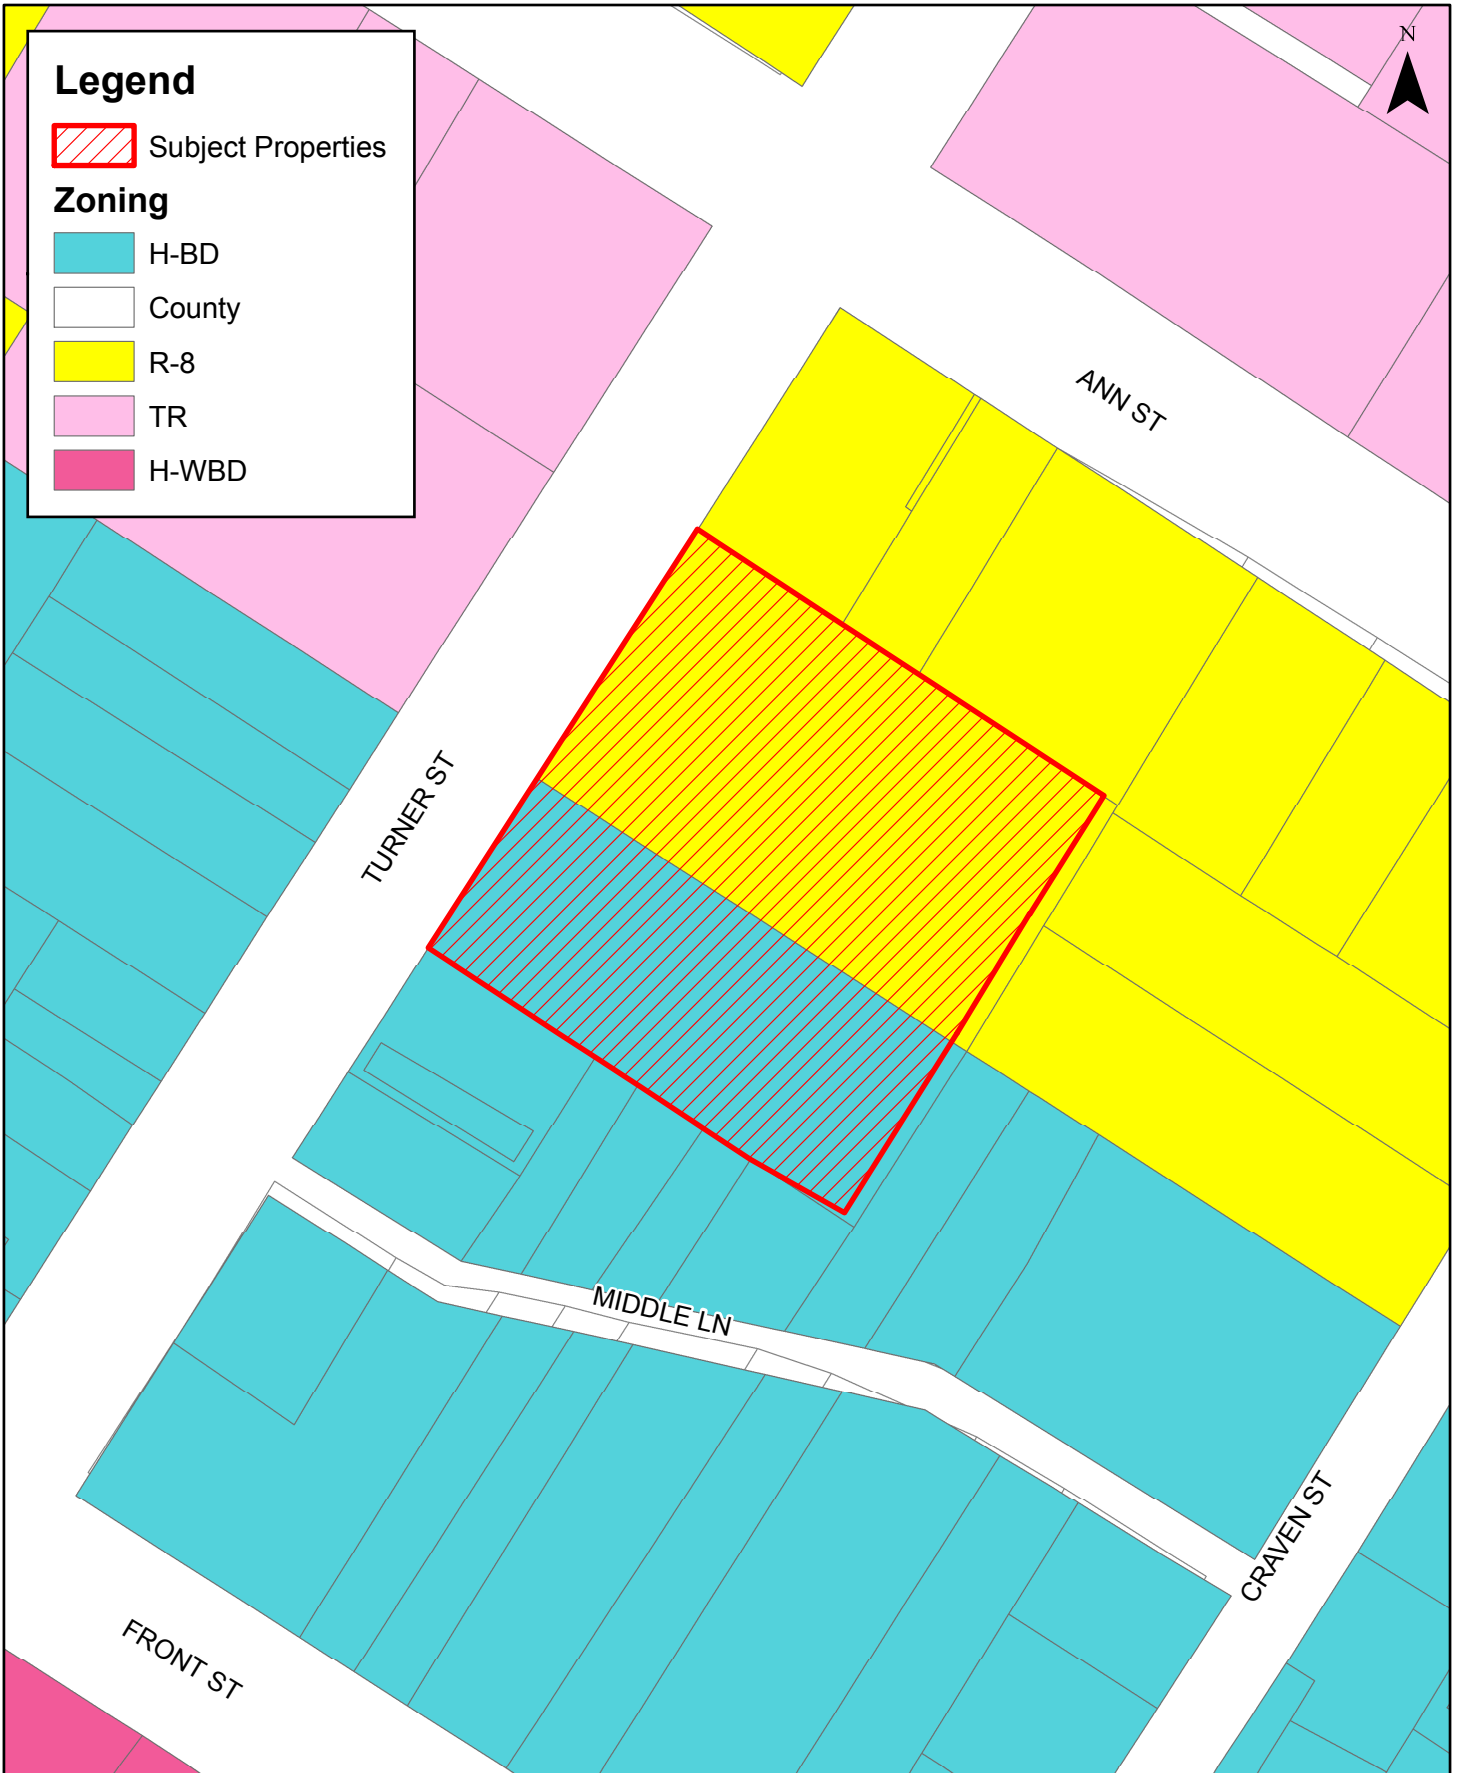 N
Legend
Subject Properties
Zoning
H-BD
County
R-8
TR
H-WBD
ANN ST
TURNER ST
MIDDLE LN
CRAVEN ST
FRONT ST